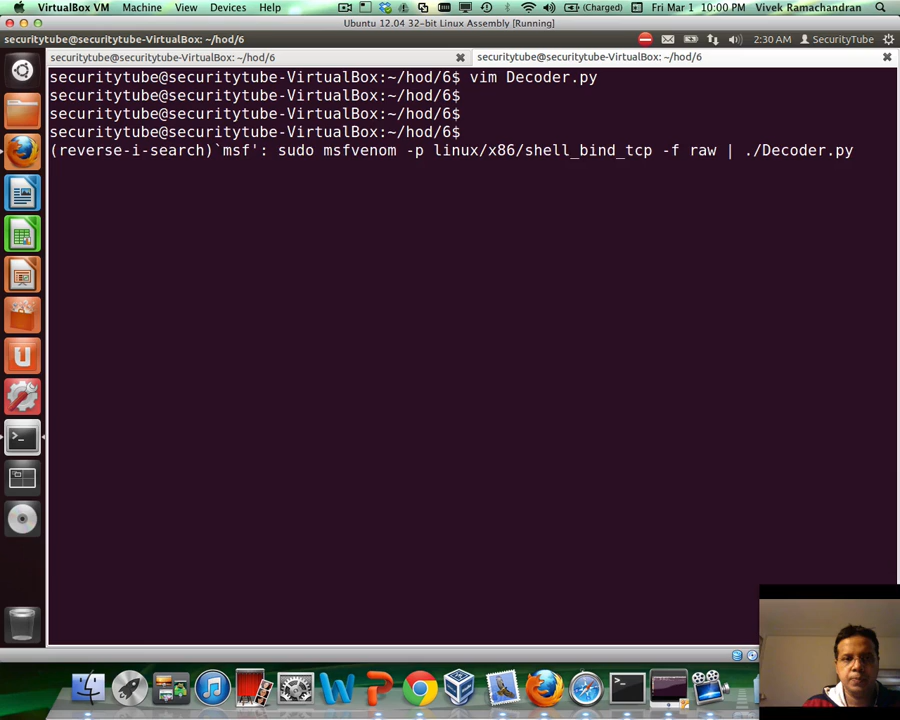 VirtualBox VM Machine View Devices Help (Charged) Fri Mar 1 10:00 PM Vivek Ramachandran
Ubuntu 12.04 32-bit Linux Assembly [Running]
securitytube@securitytube-VirtualBox: ~/hod/6 2:30 AM SecurityTube
securitytube@securitytube-VirtualBox: ~/hod/6 securitytube@securitytube-VirtualBox: ~/hod/6
securitytube@securitytube-VirtualBox:~/hod/6$ vim Decoder.py
securitytube@securitytube-VirtualBox:~/hod/6$
securitytube@securitytube-VirtualBox:~/hod/6$
securitytube@securitytube-VirtualBox:~/hod/6$
(reverse-i-search)`msf': sudo msfvenom -p linux/x86/shell_bind_tcp -f raw | ./Decoder.py